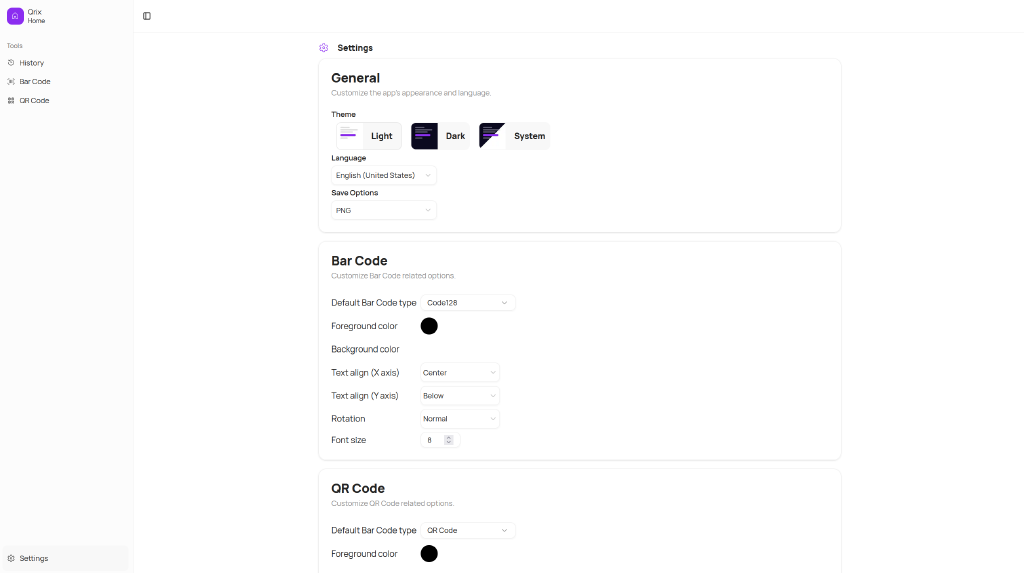 Qrix
Home
Tools
History
Bar Code
QR Code
Settings
Settings
General
Customize the app's appearance and language.
Theme
Light
Dark
System
Language
English (United States)
Save Options
PNG
Bar Code
Customize Bar Code related options.
Default Bar Code type Code128
Foreground color
Background color
Text align (X axis) Center
Text align (Y axis) Below
Rotation Normal
Font size 8
QR Code
Customize QR Code related options.
Default Bar Code type QR Code
Foreground color